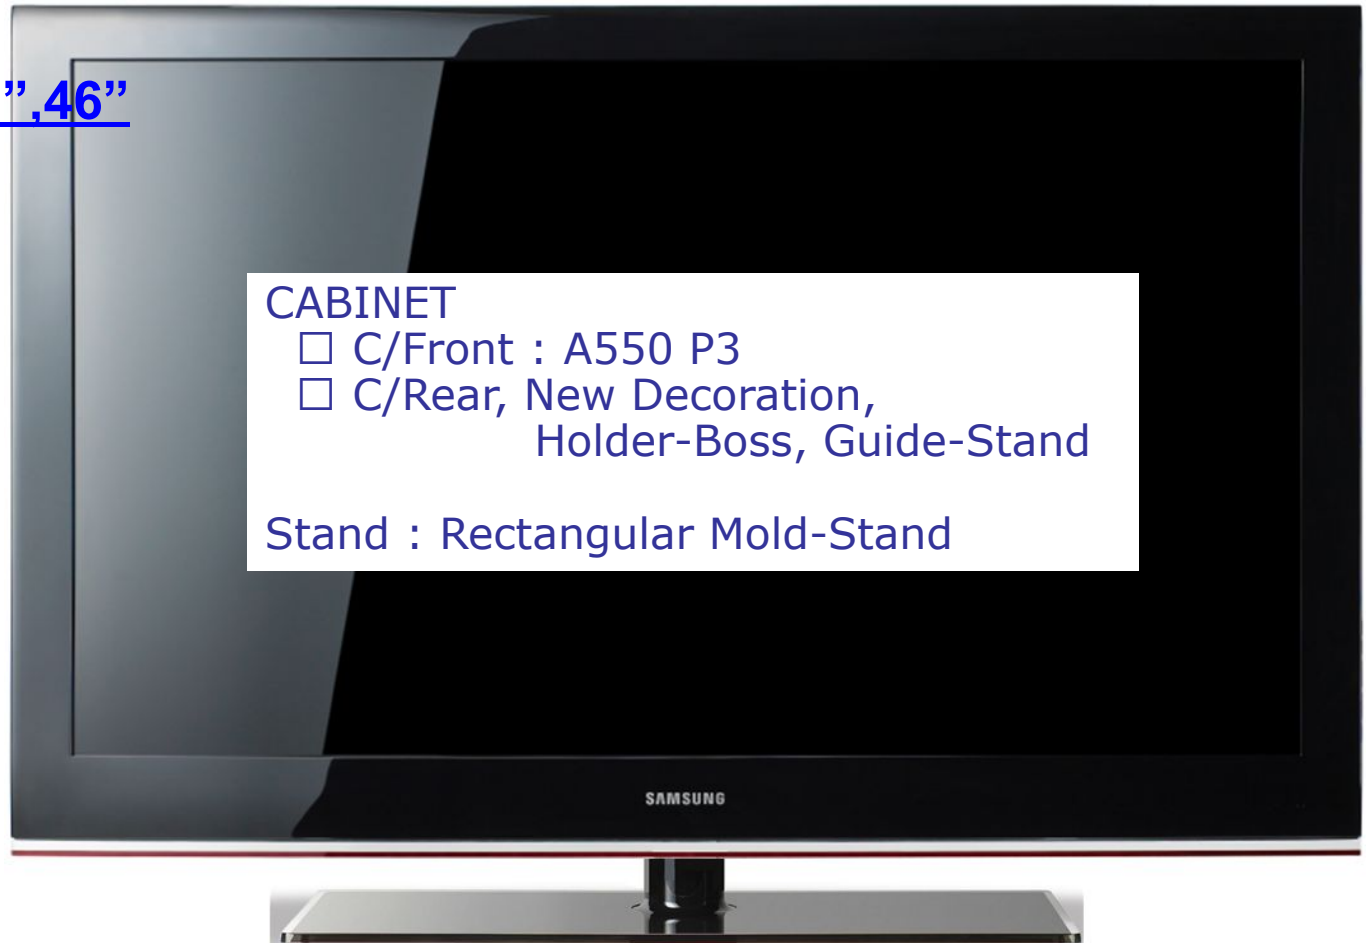 ”,46”
CABINET
☐ C/Front : A550 P3
☐ C/Rear, New Decoration,
Holder-Boss, Guide-Stand
Stand : Rectangular Mold-Stand
SAMSUNG